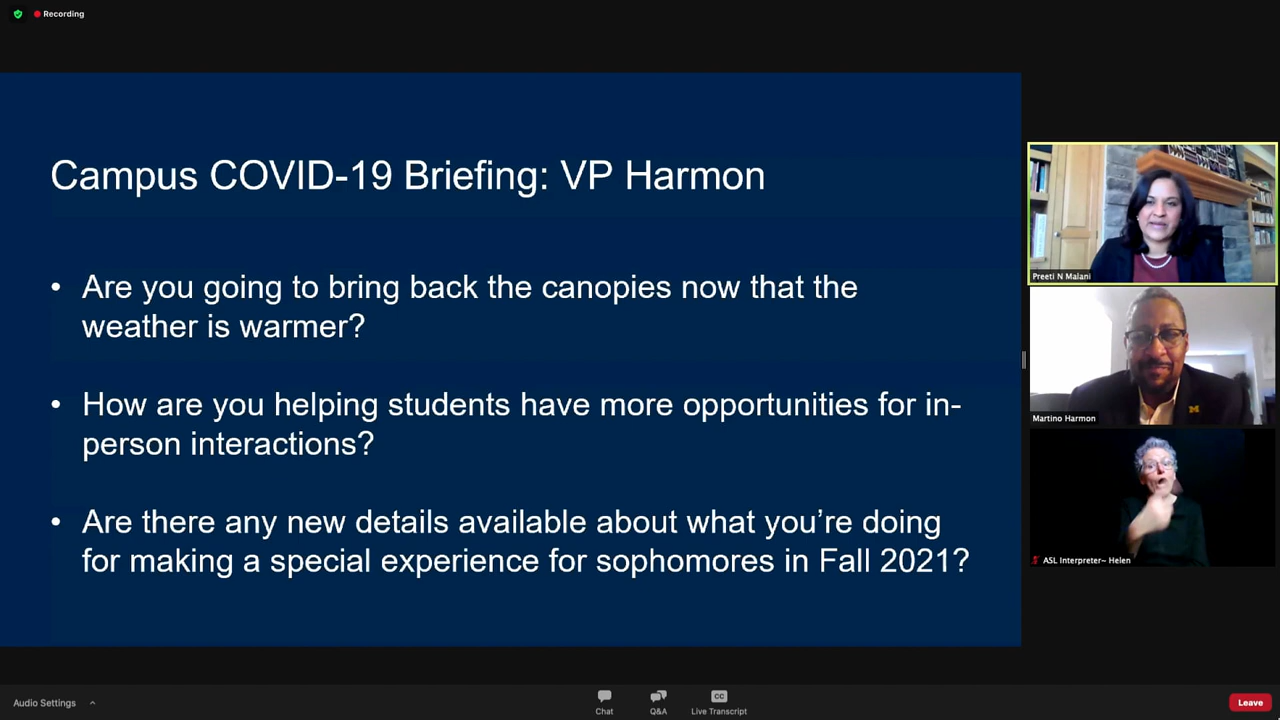 Recording
Campus COVID-19 Briefing: VP Harmon
• Are you going to bring back the canopies now that the
weather is warmer?
• How are you helping students have more opportunities for in-
person interactions?
• Are there any new details available about what you’re doing
for making a special experience for sophomores in Fall 2021?
Preeti N Malani
M
Martino Harmon
ASL Interpreter~ Helen
Audio Settings
Chat
Q&A
CC
Live Transcript
Leave